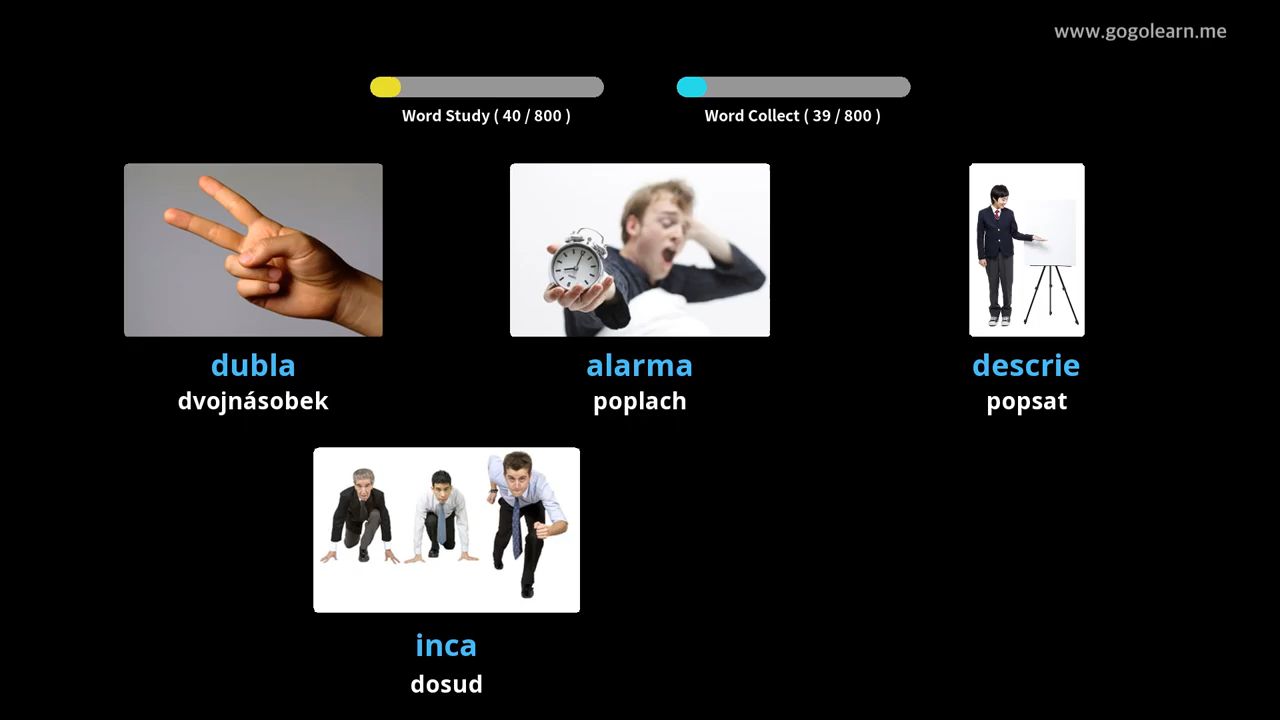 www.gogolearn.me
Word Study ( 40 / 800 )
Word Collect ( 39 / 800 )
dubla
dvojnásobek
alarma
poplach
descrie
popsat
inca
dosud